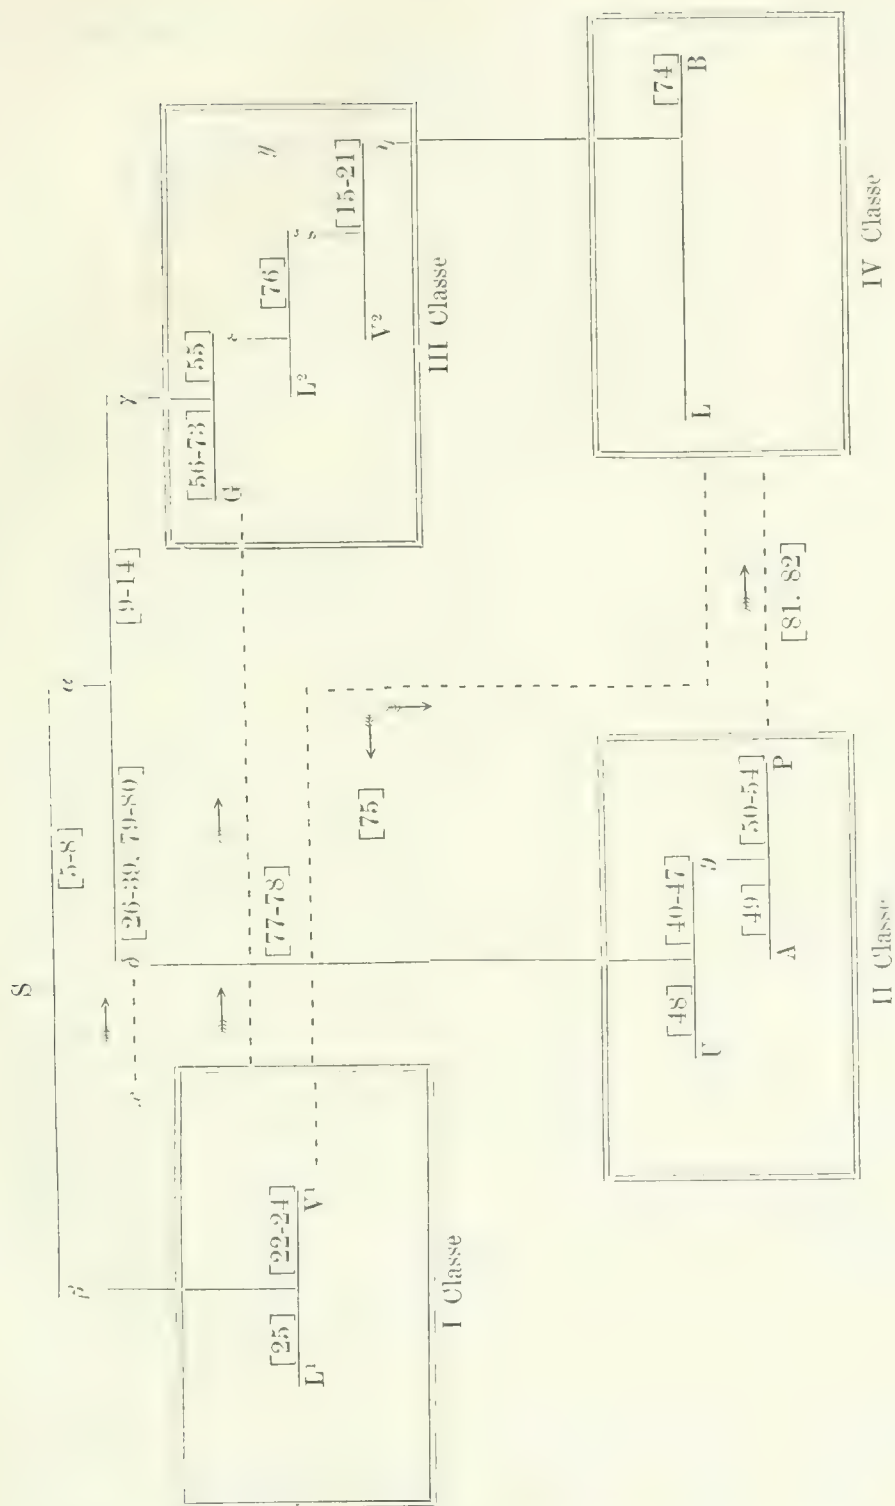 S
[5-8]
β α
[9-14]
x δ [26-39. 79-80] γ
[56-73] [55]
G
[76]
L² y
[15-21]
V²
III Classe
[77-78]
[25] [22-24]
L¹ V¹
I Classe
[75]
[48] [40-47]
U
[49] [50-54]
A P
II Classe
[81. 82]
[74]
L B
IV Classe